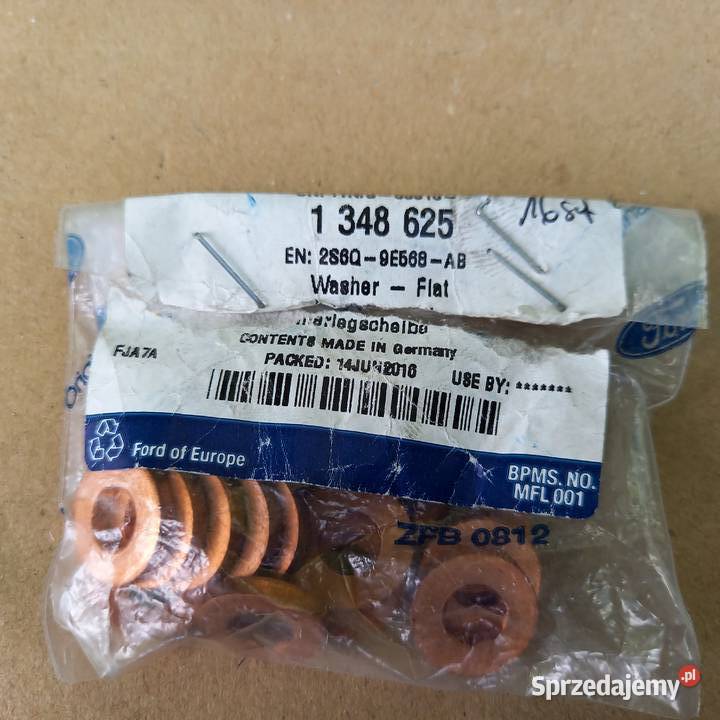 1 348 625
16st
EN: 2S6Q-9E568-AB
Washer - Flat
CONTENTS MADE IN Germany
FJA7A
PACKED: 14JUN2016
USE BY: *******
Ford of Europe
BPMS. NO.
MFL 001
ZFB 0812
Sprzedajemy.pl